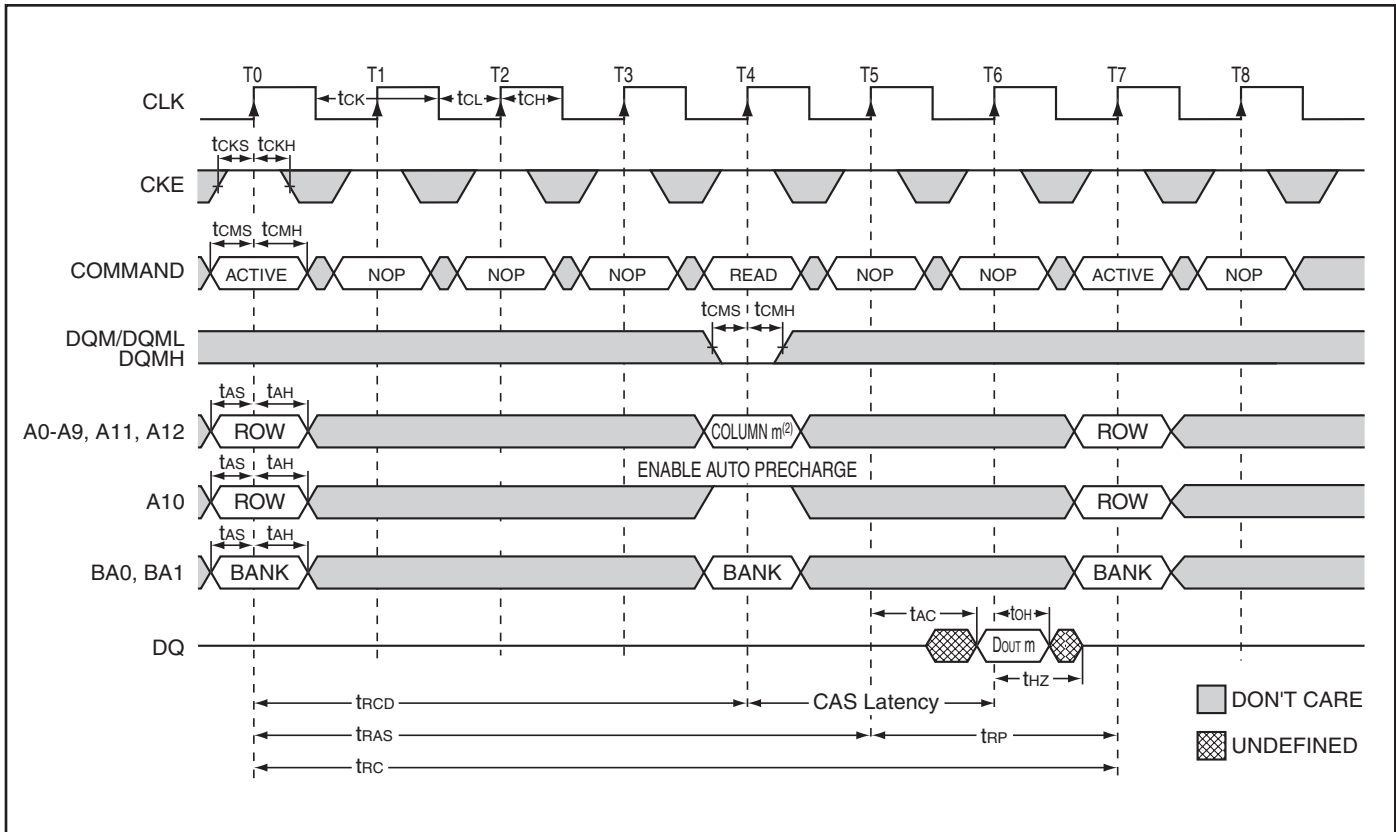 T0 T1 T2 T3 T4 T5 T6 T7 T8
CLK tCK tCL tCH
tCKS tCKH
CKE
tCMS tCMH
COMMAND ACTIVE NOP NOP NOP READ NOP NOP ACTIVE NOP
tCMS tCMH
DQM/DQML
DQMH
tAS tAH
A0-A9, A11, A12 ROW COLUMN m(2) ROW
tAS tAH ENABLE AUTO PRECHARGE
A10 ROW ROW
tAS tAH
BA0, BA1 BANK BANK BANK
tAC tOH
DQ DOUT m
tHZ
tRCD CAS Latency DON'T CARE
tRAS tRP UNDEFINED
tRC